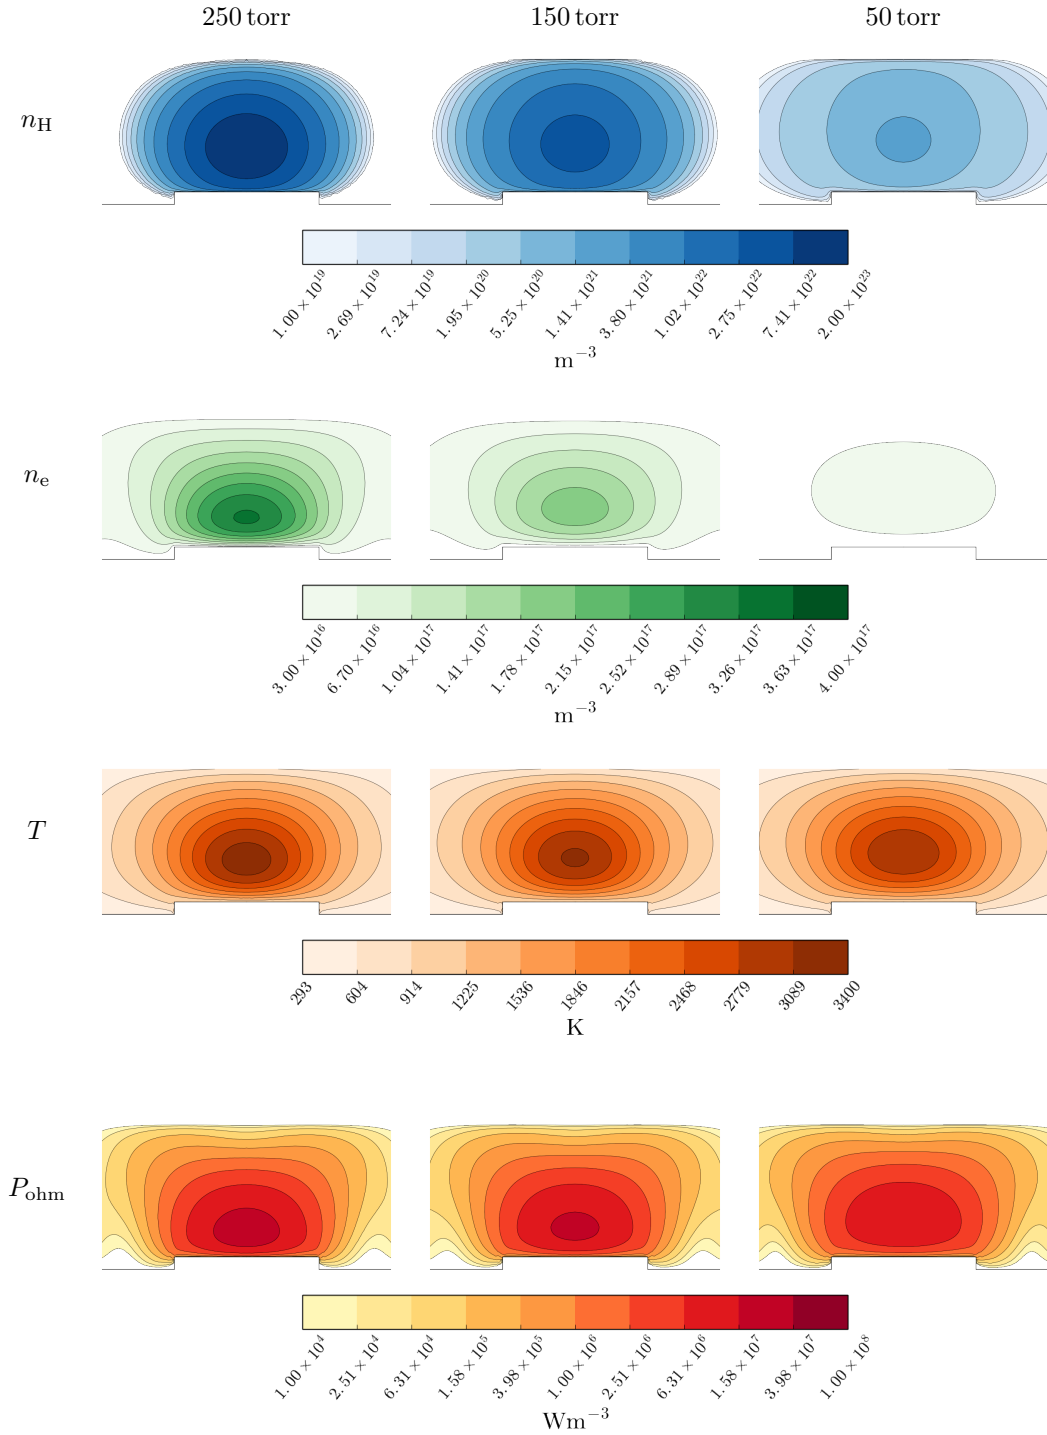 250 torr 150 torr 50 torr
n_H
1.00 × 10^19 2.69 × 10^19 7.24 × 10^19 1.95 × 10^20 5.25 × 10^20 1.41 × 10^21 3.80 × 10^21 1.02 × 10^22 2.75 × 10^22 7.41 × 10^22 2.00 × 10^23
m^−3
n_e
3.00 × 10^16 6.70 × 10^16 1.04 × 10^17 1.41 × 10^17 1.78 × 10^17 2.15 × 10^17 2.52 × 10^17 2.89 × 10^17 3.26 × 10^17 3.63 × 10^17 4.00 × 10^17
m^−3
T
293 604 914 1225 1536 1846 2157 2468 2779 3089 3400
K
P_ohm
1.00 × 10^4 2.51 × 10^4 6.31 × 10^4 1.58 × 10^5 3.98 × 10^5 1.00 × 10^6 2.51 × 10^6 6.31 × 10^6 1.58 × 10^7 3.98 × 10^7 1.00 × 10^8
Wm^−3